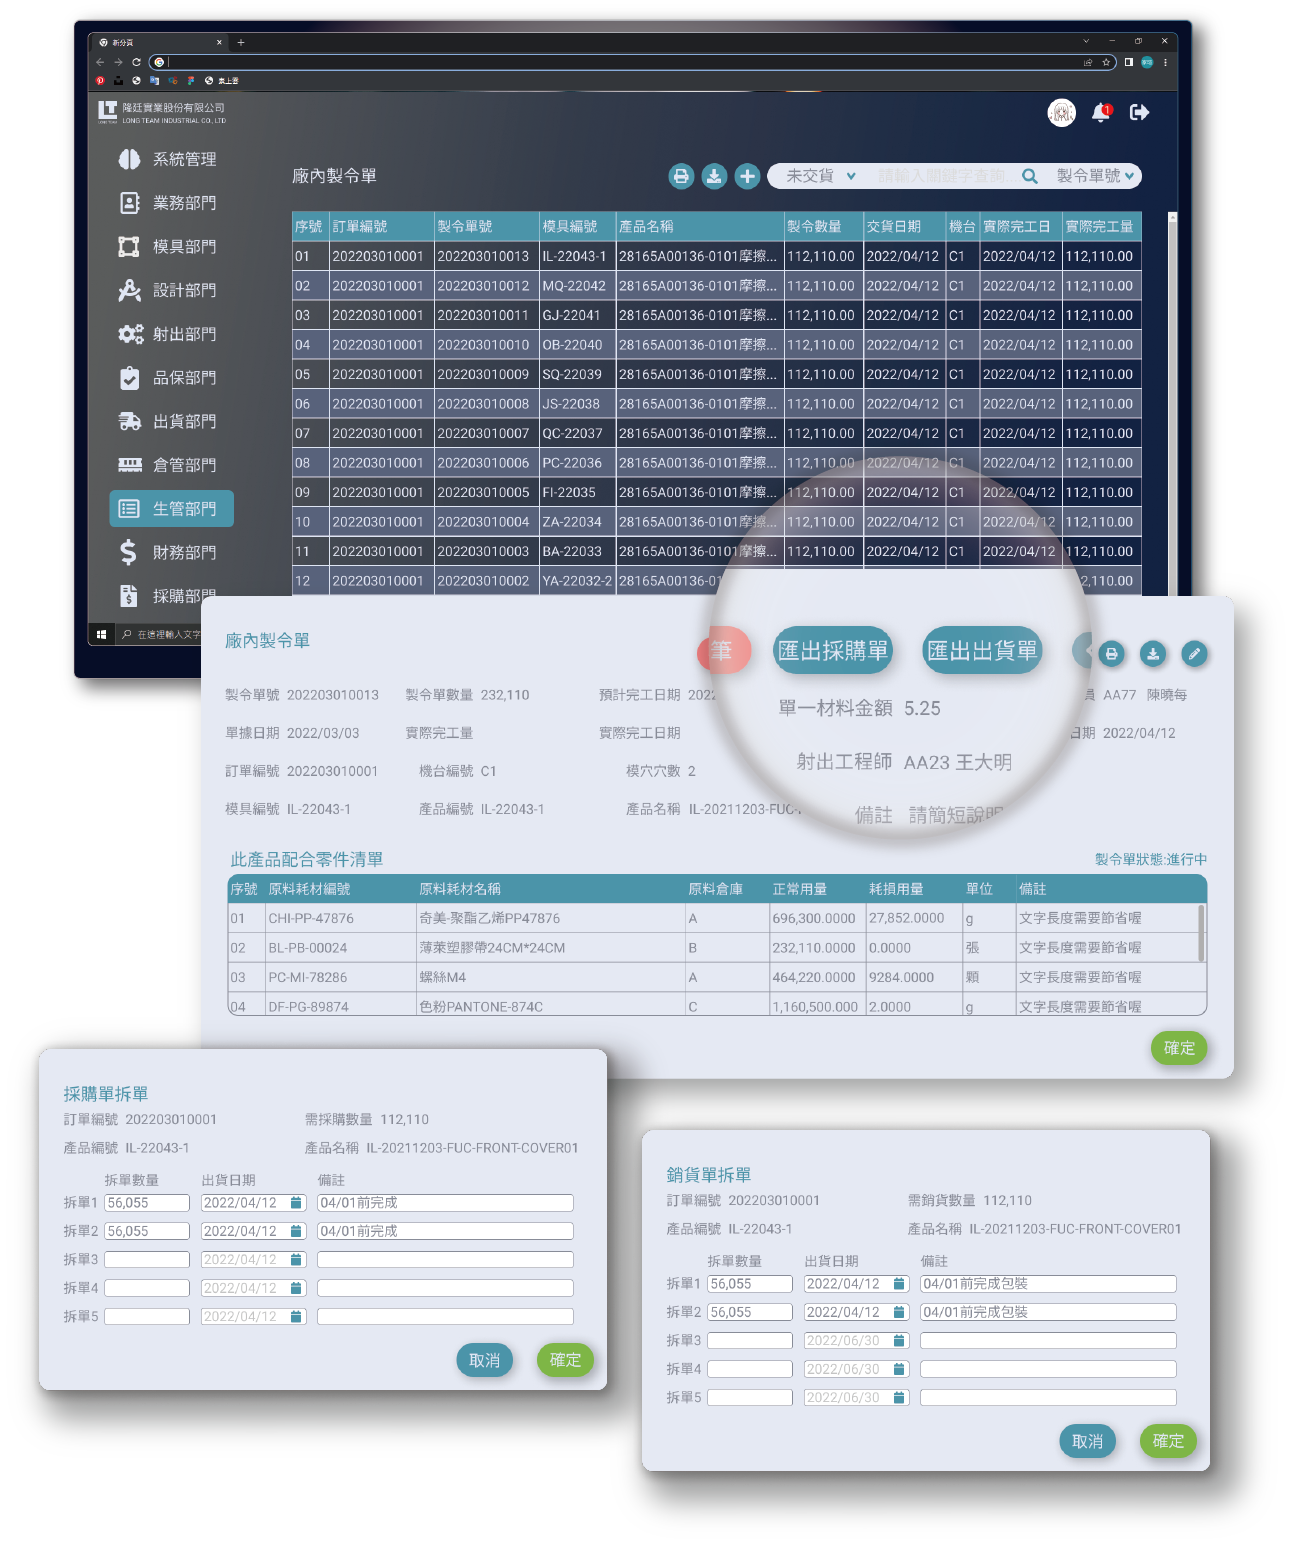 新分頁
桌上雲
隆廷實業股份有限公司
LONG TEAM INDUSTRIAL CO., LTD
系統管理
業務部門
模具部門
設計部門
射出部門
品保部門
出貨部門
倉管部門
生管部門
財務部門
採購部門
在這裡輸入文字
廠內製令單
未交貨 請輸入關鍵字查詢... 製令單號
序號 訂單編號 製令單號 模具編號 產品名稱 製令數量 交貨日期 機台 實際完工日 實際完工量
01 202203010001 202203010013 IL-22043-1 28165A00136-0101摩擦... 112,110.00 2022/04/12 C1 2022/04/12 112,110.00
02 202203010001 202203010012 MQ-22042 28165A00136-0101摩擦... 112,110.00 2022/04/12 C1 2022/04/12 112,110.00
03 202203010001 202203010011 GJ-22041 28165A00136-0101摩擦... 112,110.00 2022/04/12 C1 2022/04/12 112,110.00
04 202203010001 202203010010 OB-22040 28165A00136-0101摩擦... 112,110.00 2022/04/12 C1 2022/04/12 112,110.00
05 202203010001 202203010009 SQ-22039 28165A00136-0101摩擦... 112,110.00 2022/04/12 C1 2022/04/12 112,110.00
06 202203010001 202203010008 JS-22038 28165A00136-0101摩擦... 112,110.00 2022/04/12 C1 2022/04/12 112,110.00
07 202203010001 202203010007 QC-22037 28165A00136-0101摩擦... 112,110.00 2022/04/12 C1 2022/04/12 112,110.00
08 202203010001 202203010006 PC-22036 28165A00136-0101摩擦... 112,110.00 2022/04/12 C1 2022/04/12 112,110.00
09 202203010001 202203010005 FI-22035 28165A00136-0101摩擦... 112,110.00 2022/04/12 C1 2022/04/12 112,110.00
10 202203010001 202203010004 ZA-22034 28165A00136-0101摩擦... 112,110.00 2022/04/12 C1 2022/04/12 112,110.00
11 202203010001 202203010003 BA-22033 28165A00136-0101摩擦... 112,110.00 2022/04/12 C1 2022/04/12 112,110.00
12 202203010001 202203010002 YA-22032-2 28165A00136-01 2,110.00
廠內製令單
筆 匯出採購單 匯出出貨單
製令單號 202203010013 製令單數量 232,110 預計完工日期 2022 單一材料金額 5.25 員 AA77 陳曉每
單據日期 2022/03/03 實際完工量 實際完工日期 射出工程師 AA23 王大明 日期 2022/04/12
訂單編號 202203010001 機台編號 C1 模穴穴數 2
模具編號 IL-22043-1 產品編號 IL-22043-1 產品名稱 IL-20211203-FUC- 備註 請簡短說明
此產品配合零件清單 製令單狀態:進行中
序號 原料耗材編號 原料耗材名稱 原料倉庫 正常用量 耗損用量 單位 備註
01 CHI-PP-47876 奇美-聚酯乙烯PP47876 A 696,300.0000 27,852.0000 g 文字長度需要節省喔
02 BL-PB-00024 薄萊塑膠帶24CM*24CM B 232,110.0000 0.0000 張 文字長度需要節省喔
03 PC-MI-78286 螺絲M4 A 464,220.0000 9284.0000 顆 文字長度需要節省喔
04 DF-PG-89874 色粉PANTONE-874C C 1,160,500.000 2.0000 g 文字長度需要節省喔
確定
採購單拆單
訂單編號 202203010001 需採購數量 112,110
產品編號 IL-22043-1 產品名稱 IL-20211203-FUC-FRONT-COVER01
拆單數量 出貨日期 備註
拆單1 56,055 2022/04/12 04/01前完成
拆單2 56,055 2022/04/12 04/01前完成
拆單3 2022/04/12
拆單4 2022/04/12
拆單5 2022/04/12
取消 確定
銷貨單拆單
訂單編號 202203010001 需銷貨數量 112,110
產品編號 IL-22043-1 產品名稱 IL-20211203-FUC-FRONT-COVER01
拆單數量 出貨日期 備註
拆單1 56,055 2022/04/12 04/01前完成包裝
拆單2 56,055 2022/04/12 04/01前完成包裝
拆單3 2022/06/30
拆單4 2022/06/30
拆單5 2022/06/30
取消 確定